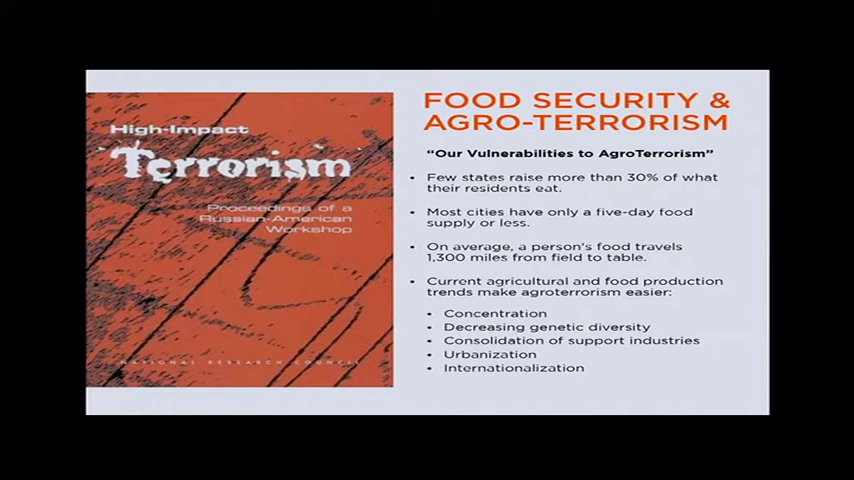 High-Impact
Terrorism
Proceedings of a
Russian-American
Workshop
NATIONAL RESEARCH COUNCIL
FOOD SECURITY &
AGRO-TERRORISM
“Our Vulnerabilities to AgroTerrorism”
• Few states raise more than 30% of what
their residents eat.
• Most cities have only a five-day food
supply or less.
• On average, a person's food travels
1,300 miles from field to table.
• Current agricultural and food production
trends make agroterrorism easier:
• Concentration
• Decreasing genetic diversity
• Consolidation of support industries
• Urbanization
• Internationalization